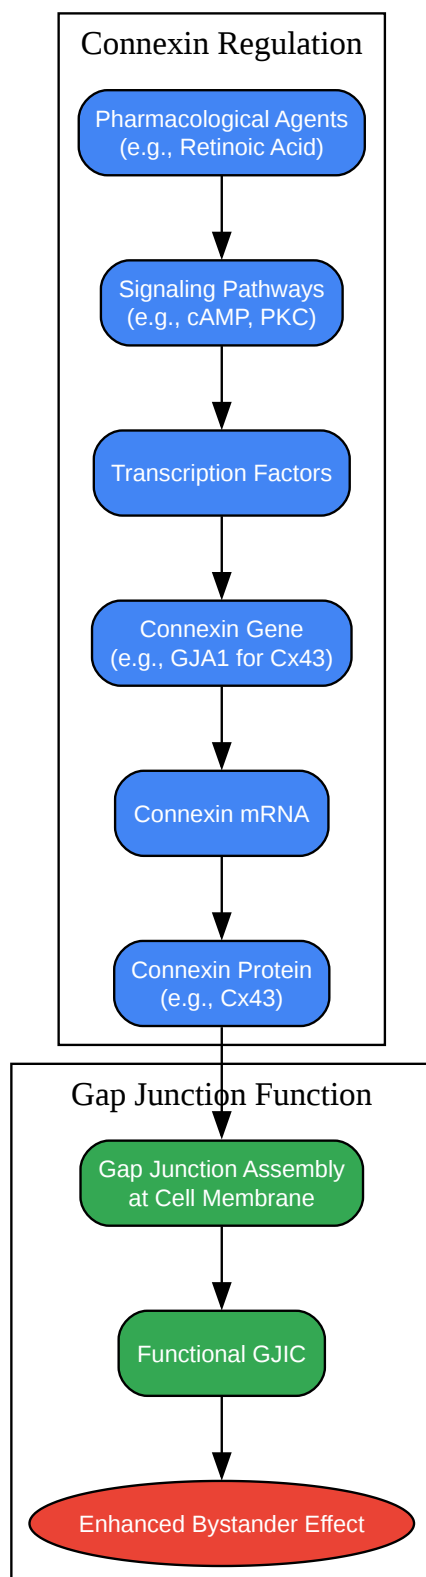 Connexin Regulation
Pharmacological Agents
(e.g., Retinoic Acid)
Signaling Pathways
(e.g., cAMP, PKC)
Transcription Factors
Connexin Gene
(e.g., GJA1 for Cx43)
Connexin mRNA
Connexin Protein
(e.g., Cx43)
Gap Junction Function
Gap Junction Assembly
at Cell Membrane
Functional GJIC
Enhanced Bystander Effect